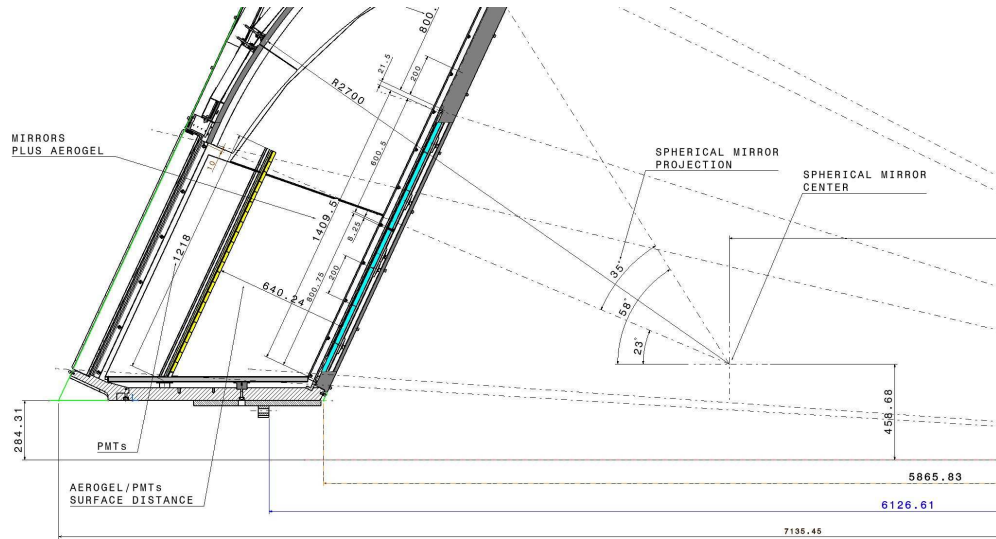 800.
21.5
200
R2700
MIRRORS
PLUS AEROGEL
SPHERICAL MIRROR
PROJECTION
SPHERICAL MIRROR
CENTER
10
600.5
1409.5
8.25
1218
200
600.75
640.24
35°
58°
23°
458.68
284.31
PMTs
AEROGEL/PMTs
SURFACE DISTANCE
5865.83
6126.61
7135.45